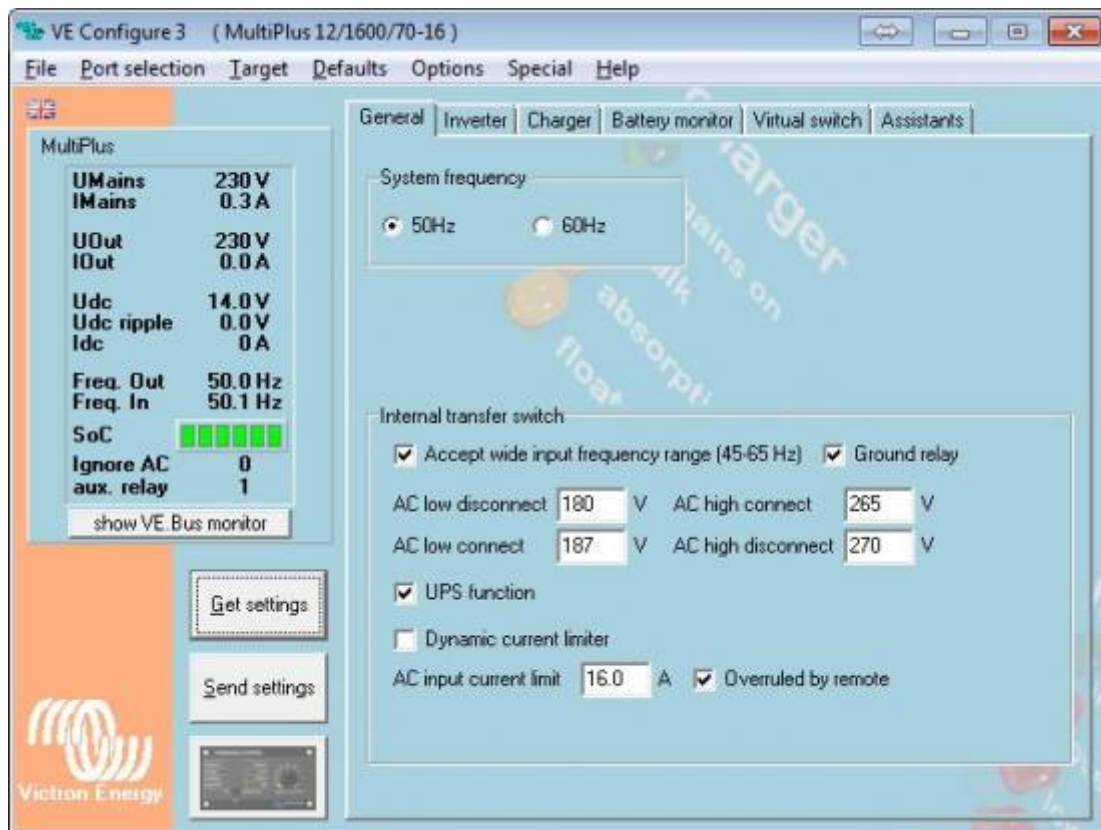 VE Configure 3 ( MultiPlus 12/1600/70-16 )
File Port selection Target Defaults Options Special Help
General Inverter Charger Battery monitor Virtual switch Assistants
MultiPlus
UMains 230 V
IMains 0.3 A
UOut 230 V
IOut 0.0 A
Udc 14.0 V
Udc ripple 0.0 V
Idc 0 A
Freq. Out 50.0 Hz
Freq. In 50.1 Hz
SoC
Ignore AC 0
aux. relay 1
show VE.Bus monitor
Get settings
Send settings
Victron Energy
System frequency
50Hz 60Hz
charger
mains on
bulk
absorpti
float
Internal transfer switch
Accept wide input frequency range (45-65 Hz) Ground relay
AC low disconnect 180 V AC high connect 265 V
AC low connect 187 V AC high disconnect 270 V
UPS function
Dynamic current limiter
AC input current limit 16.0 A Overruled by remote